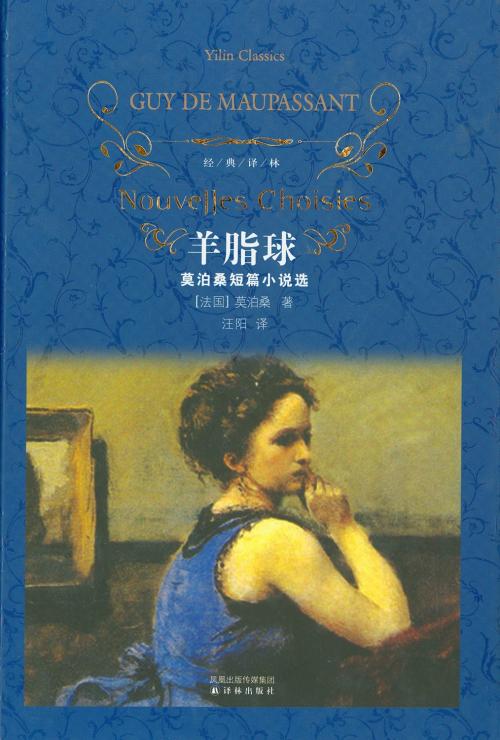 Yilin Classics
GUY DE MAUPASSANT
经/典/译/林
Nouvelles Choisies
羊脂球
莫泊桑短篇小说选
[法国] 莫泊桑 著
汪阳 译
凤凰出版传媒集团
译林出版社